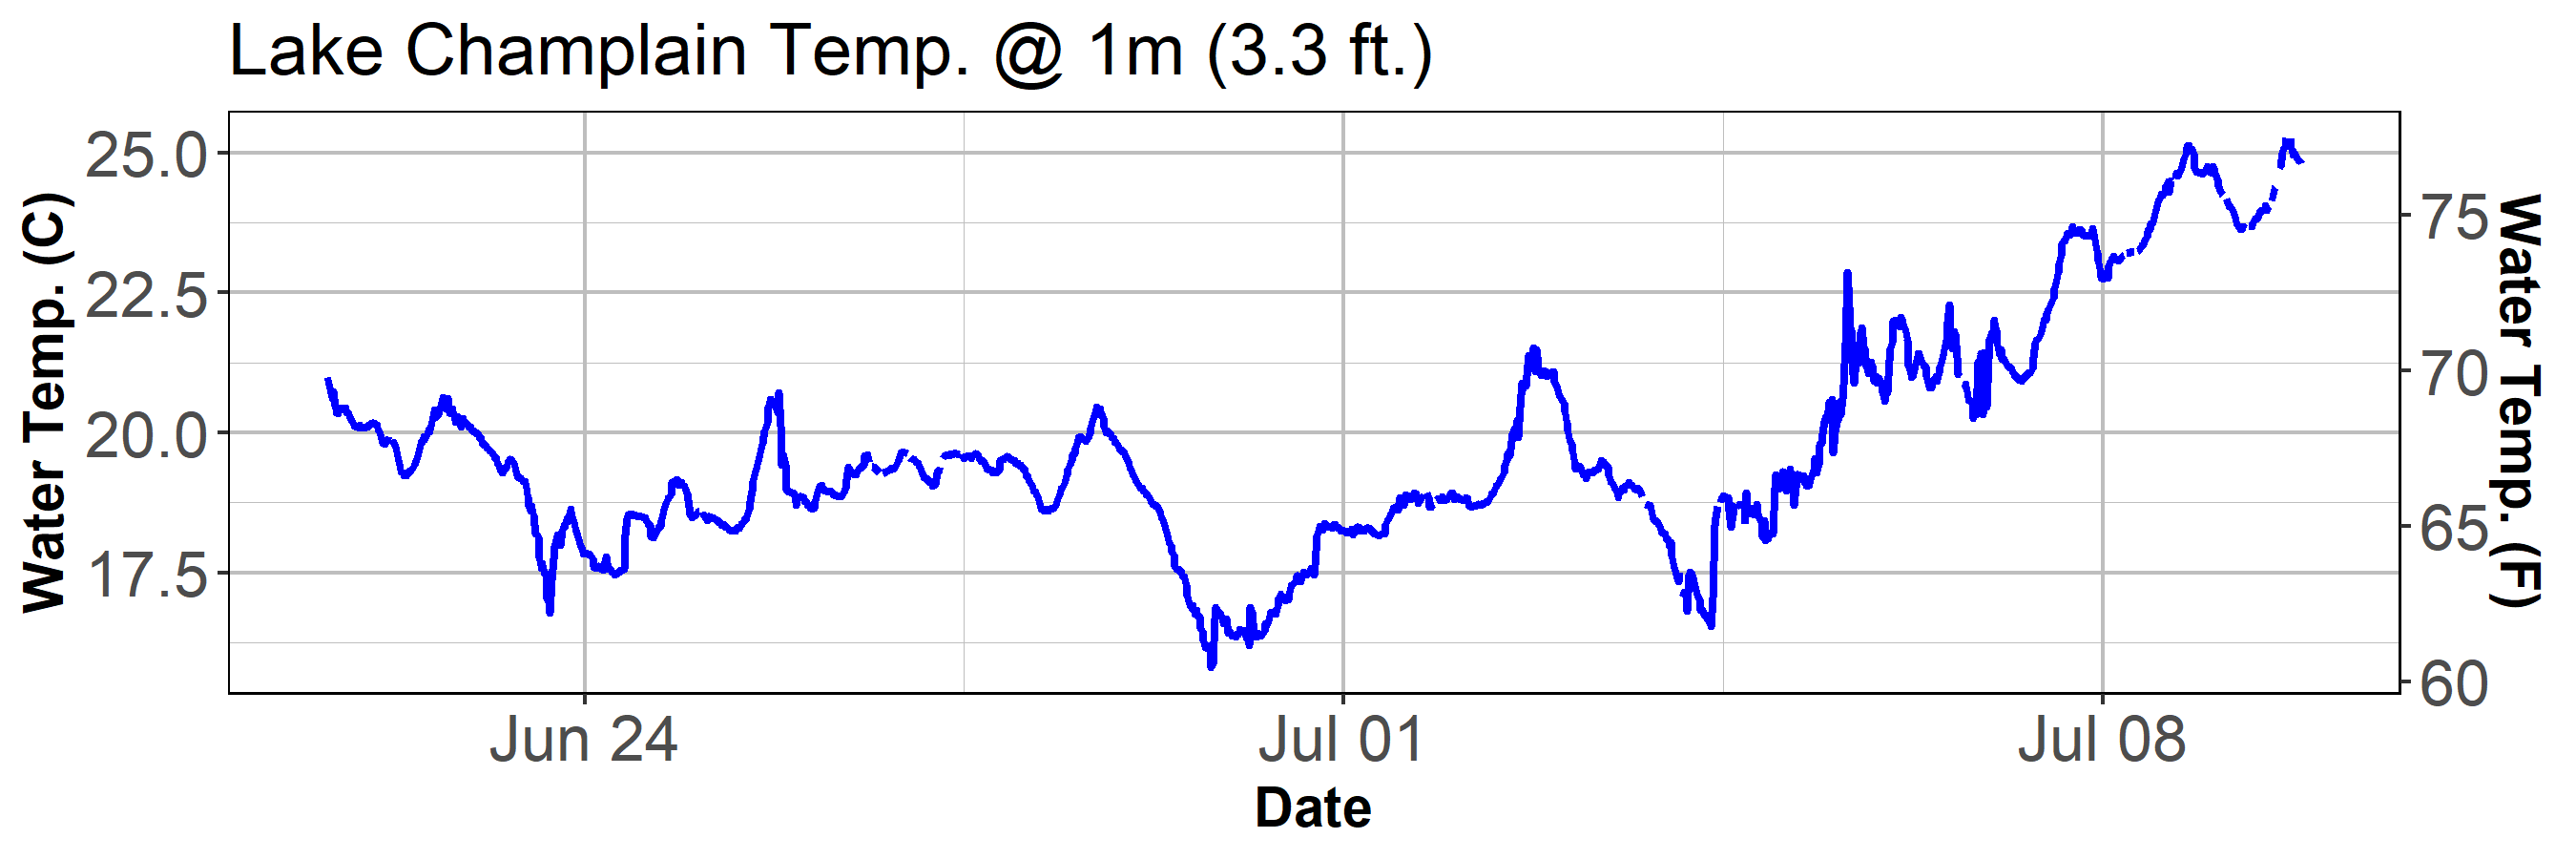 Lake Champlain Temp. @ 1m (3.3 ft.)
Water Temp. (C)
25.0
22.5
20.0
17.5
75
70
65
60
Water Temp. (F)
Jun 24
Jul 01
Jul 08
Date